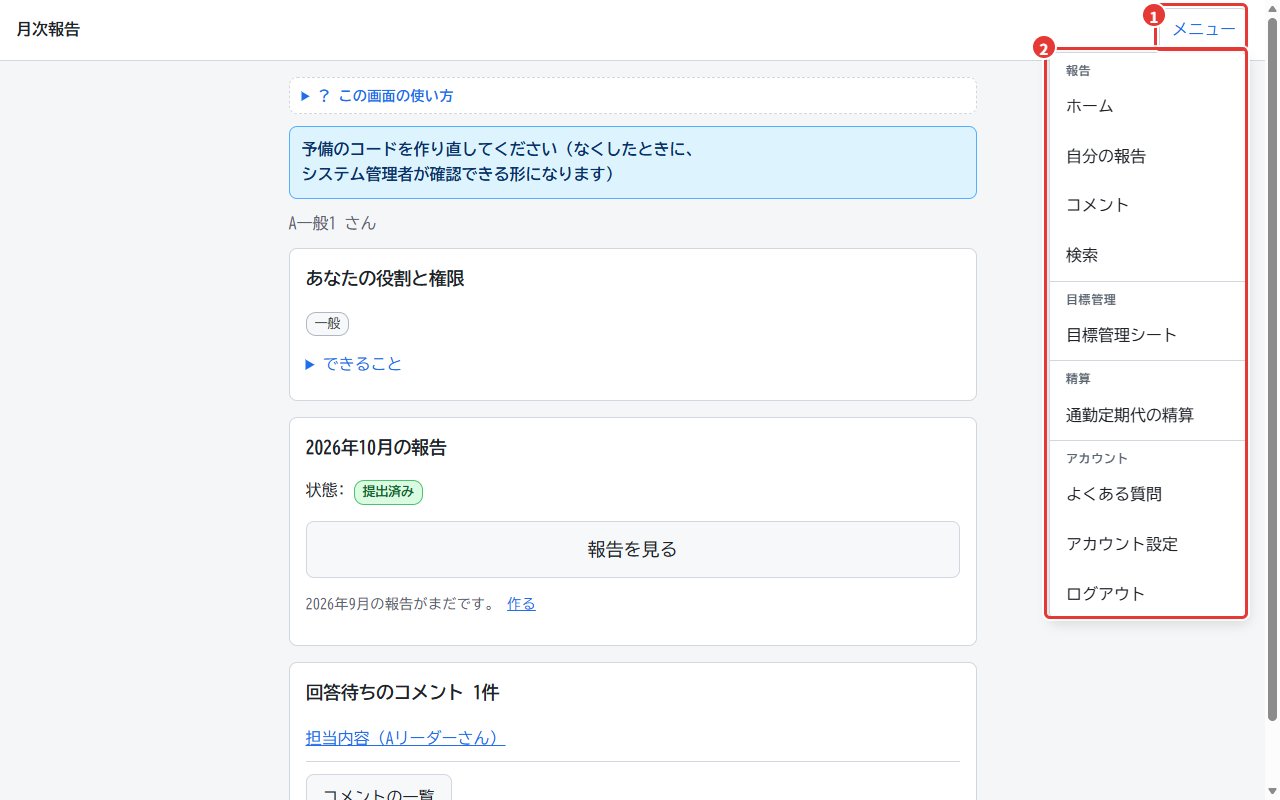 月次報告
1
メニュー
2
報告
ホーム
自分の報告
コメント
検索
目標管理
目標管理シート
精算
通勤定期代の精算
アカウント
よくある質問
アカウント設定
ログアウト
▶ ? この画面の使い方
予備のコードを作り直してください（なくしたときに、
システム管理者が確認できる形になります）
A一般1 さん
あなたの役割と権限
一般
▶ できること
2026年10月の報告
状態: 提出済み
報告を見る
2026年9月の報告がまだです。 作る
回答待ちのコメント 1件
担当内容（Aリーダーさん）
コメントの一覧